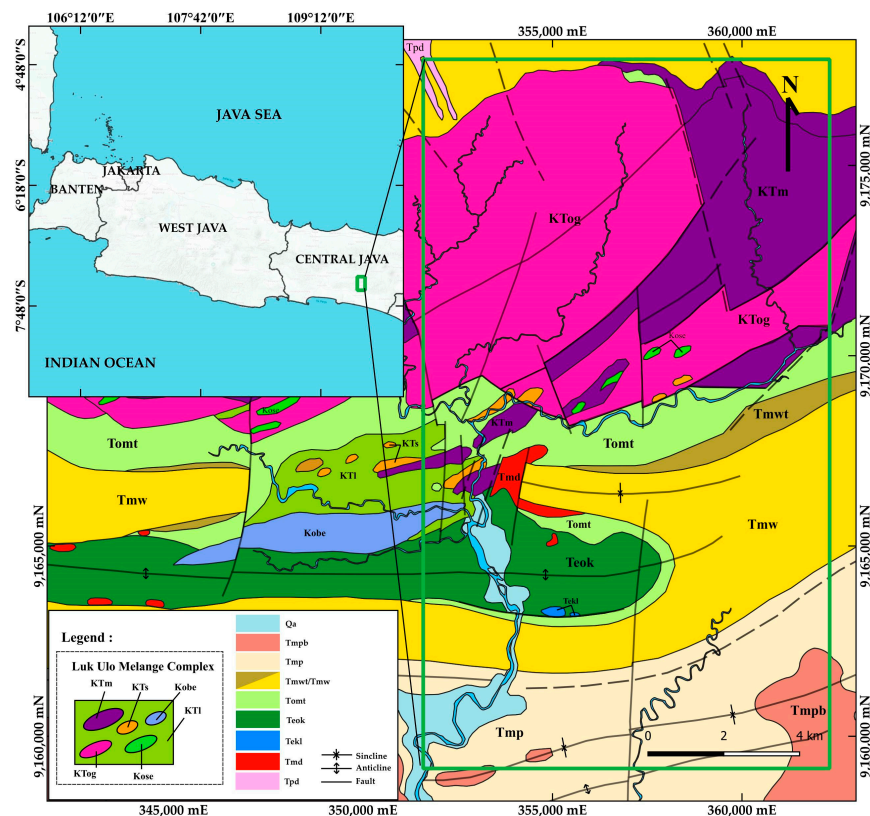 106°12′0″E 107°42′0″E 109°12′0″E
355,000 mE 360,000 mE
4°48′0″S
6°18′0″S
7°48′0″S
JAVA SEA
JAKARTA
BANTEN
WEST JAVA
CENTRAL JAVA
INDIAN OCEAN
Tpd
N
9,175,000 mN
9,170,000 mN
9,165,000 mN
9,160,000 mN
KTm
KTog
KTog
Kose
Kose
Tmwt
Tomt
KTs
KTm
Tomt
KTl
Tmd
Tmw
Kobe
Tomt
Tmw
Teok
Tekl
9,165,000 mN
9,160,000 mN
Tmp
Tmpb
0 2 4 km
Legend :
Luk Ulo Melange Complex
KTm KTs Kobe
KTl
KTog Kose
Qa
Tmpb
Tmp
Tmwt/Tmw
Tomt
Teok
Tekl
Tmd
Tpd
Sincline
Anticline
Fault
345,000 mE 350,000 mE 355,000 mE 360,000 mE